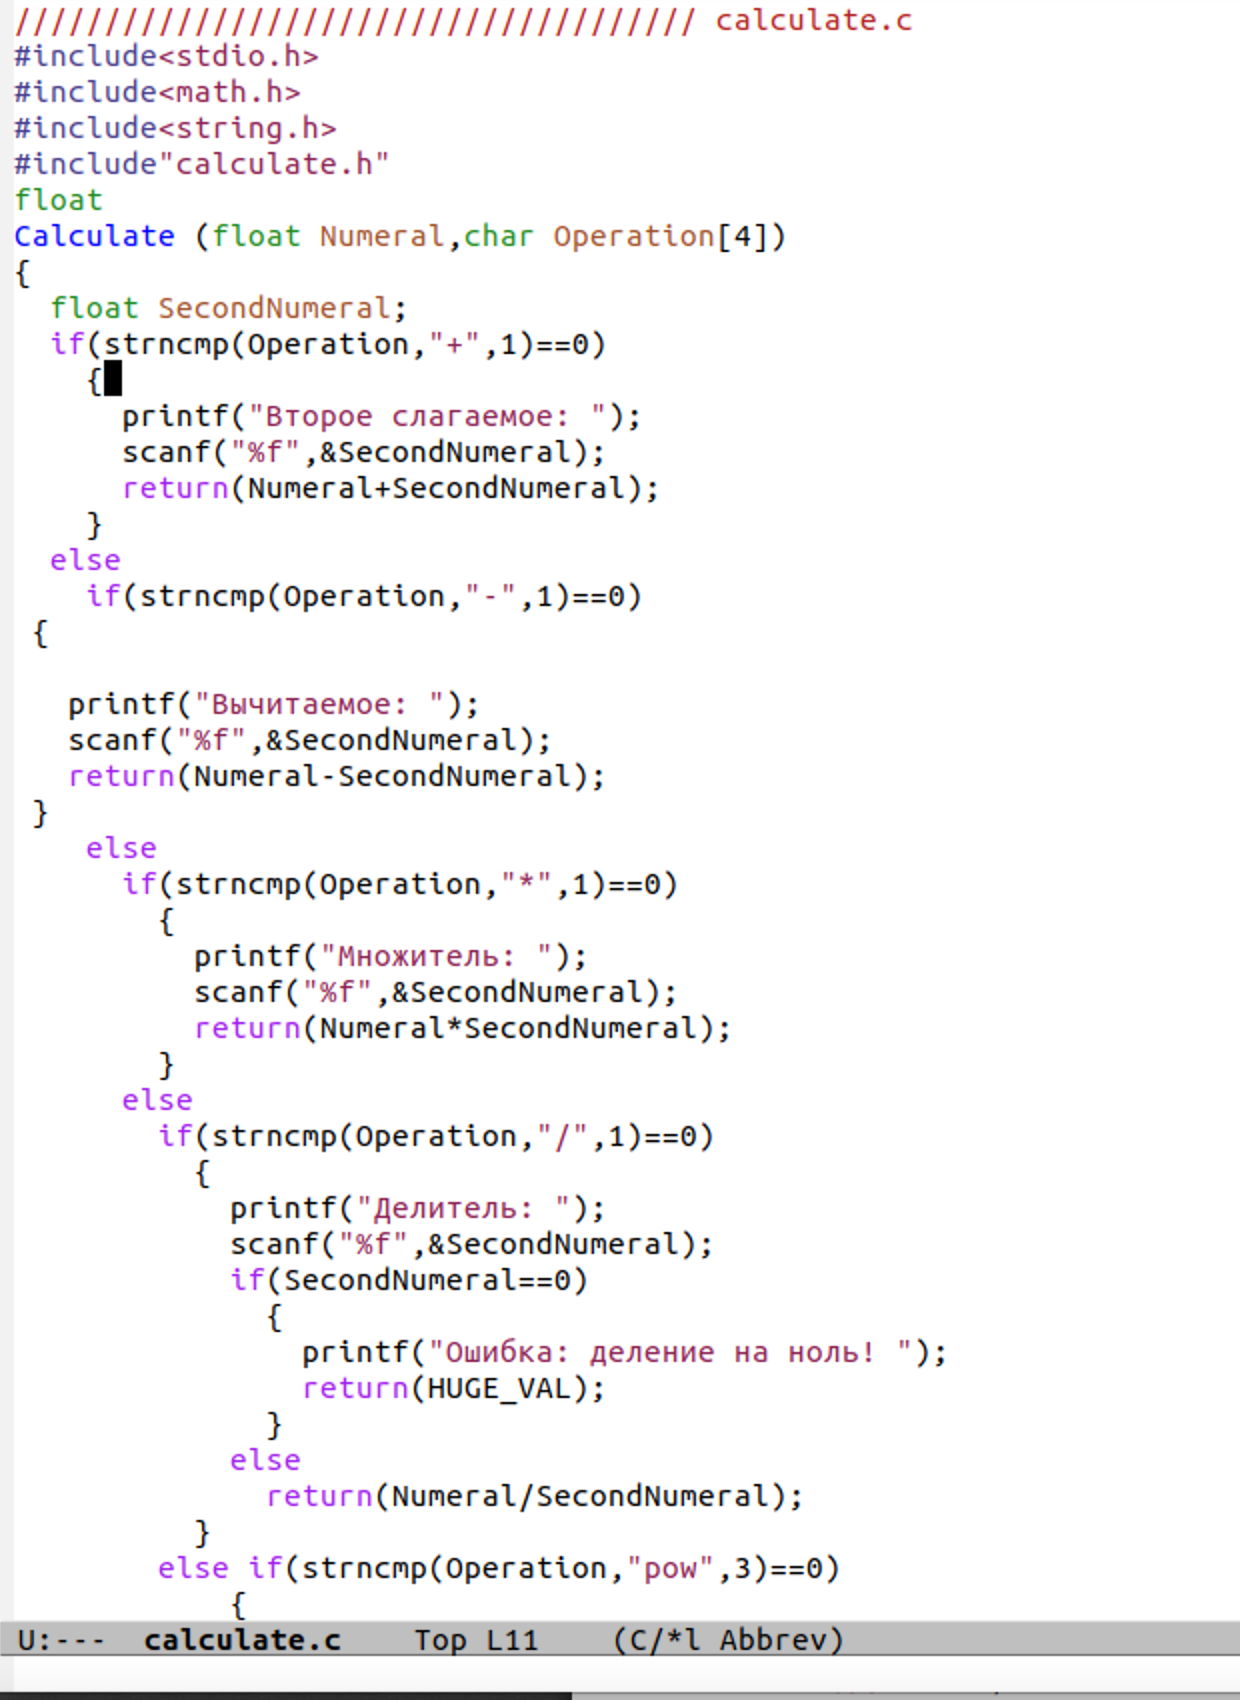 ////////////////////////////////////// calculate.c
#include<stdio.h>
#include<math.h>
#include<string.h>
#include"calculate.h"
float
Calculate (float Numeral,char Operation[4])
{
  float SecondNumeral;
  if(strncmp(Operation,"+",1)==0)
    {
      printf("Второе слагаемое: ");
      scanf("%f",&SecondNumeral);
      return(Numeral+SecondNumeral);
    }
  else
    if(strncmp(Operation,"-",1)==0)
 {

   printf("Вычитаемое: ");
   scanf("%f",&SecondNumeral);
   return(Numeral-SecondNumeral);
 }
    else
      if(strncmp(Operation,"*",1)==0)
        {
          printf("Множитель: ");
          scanf("%f",&SecondNumeral);
          return(Numeral*SecondNumeral);
        }
      else
        if(strncmp(Operation,"/",1)==0)
          {
            printf("Делитель: ");
            scanf("%f",&SecondNumeral);
            if(SecondNumeral==0)
              {
                printf("Ошибка: деление на ноль! ");
                return(HUGE_VAL);
              }
            else
              return(Numeral/SecondNumeral);
          }
        else if(strncmp(Operation,"pow",3)==0)
            {
U:---  calculate.c    Top L11    (C/*l Abbrev)